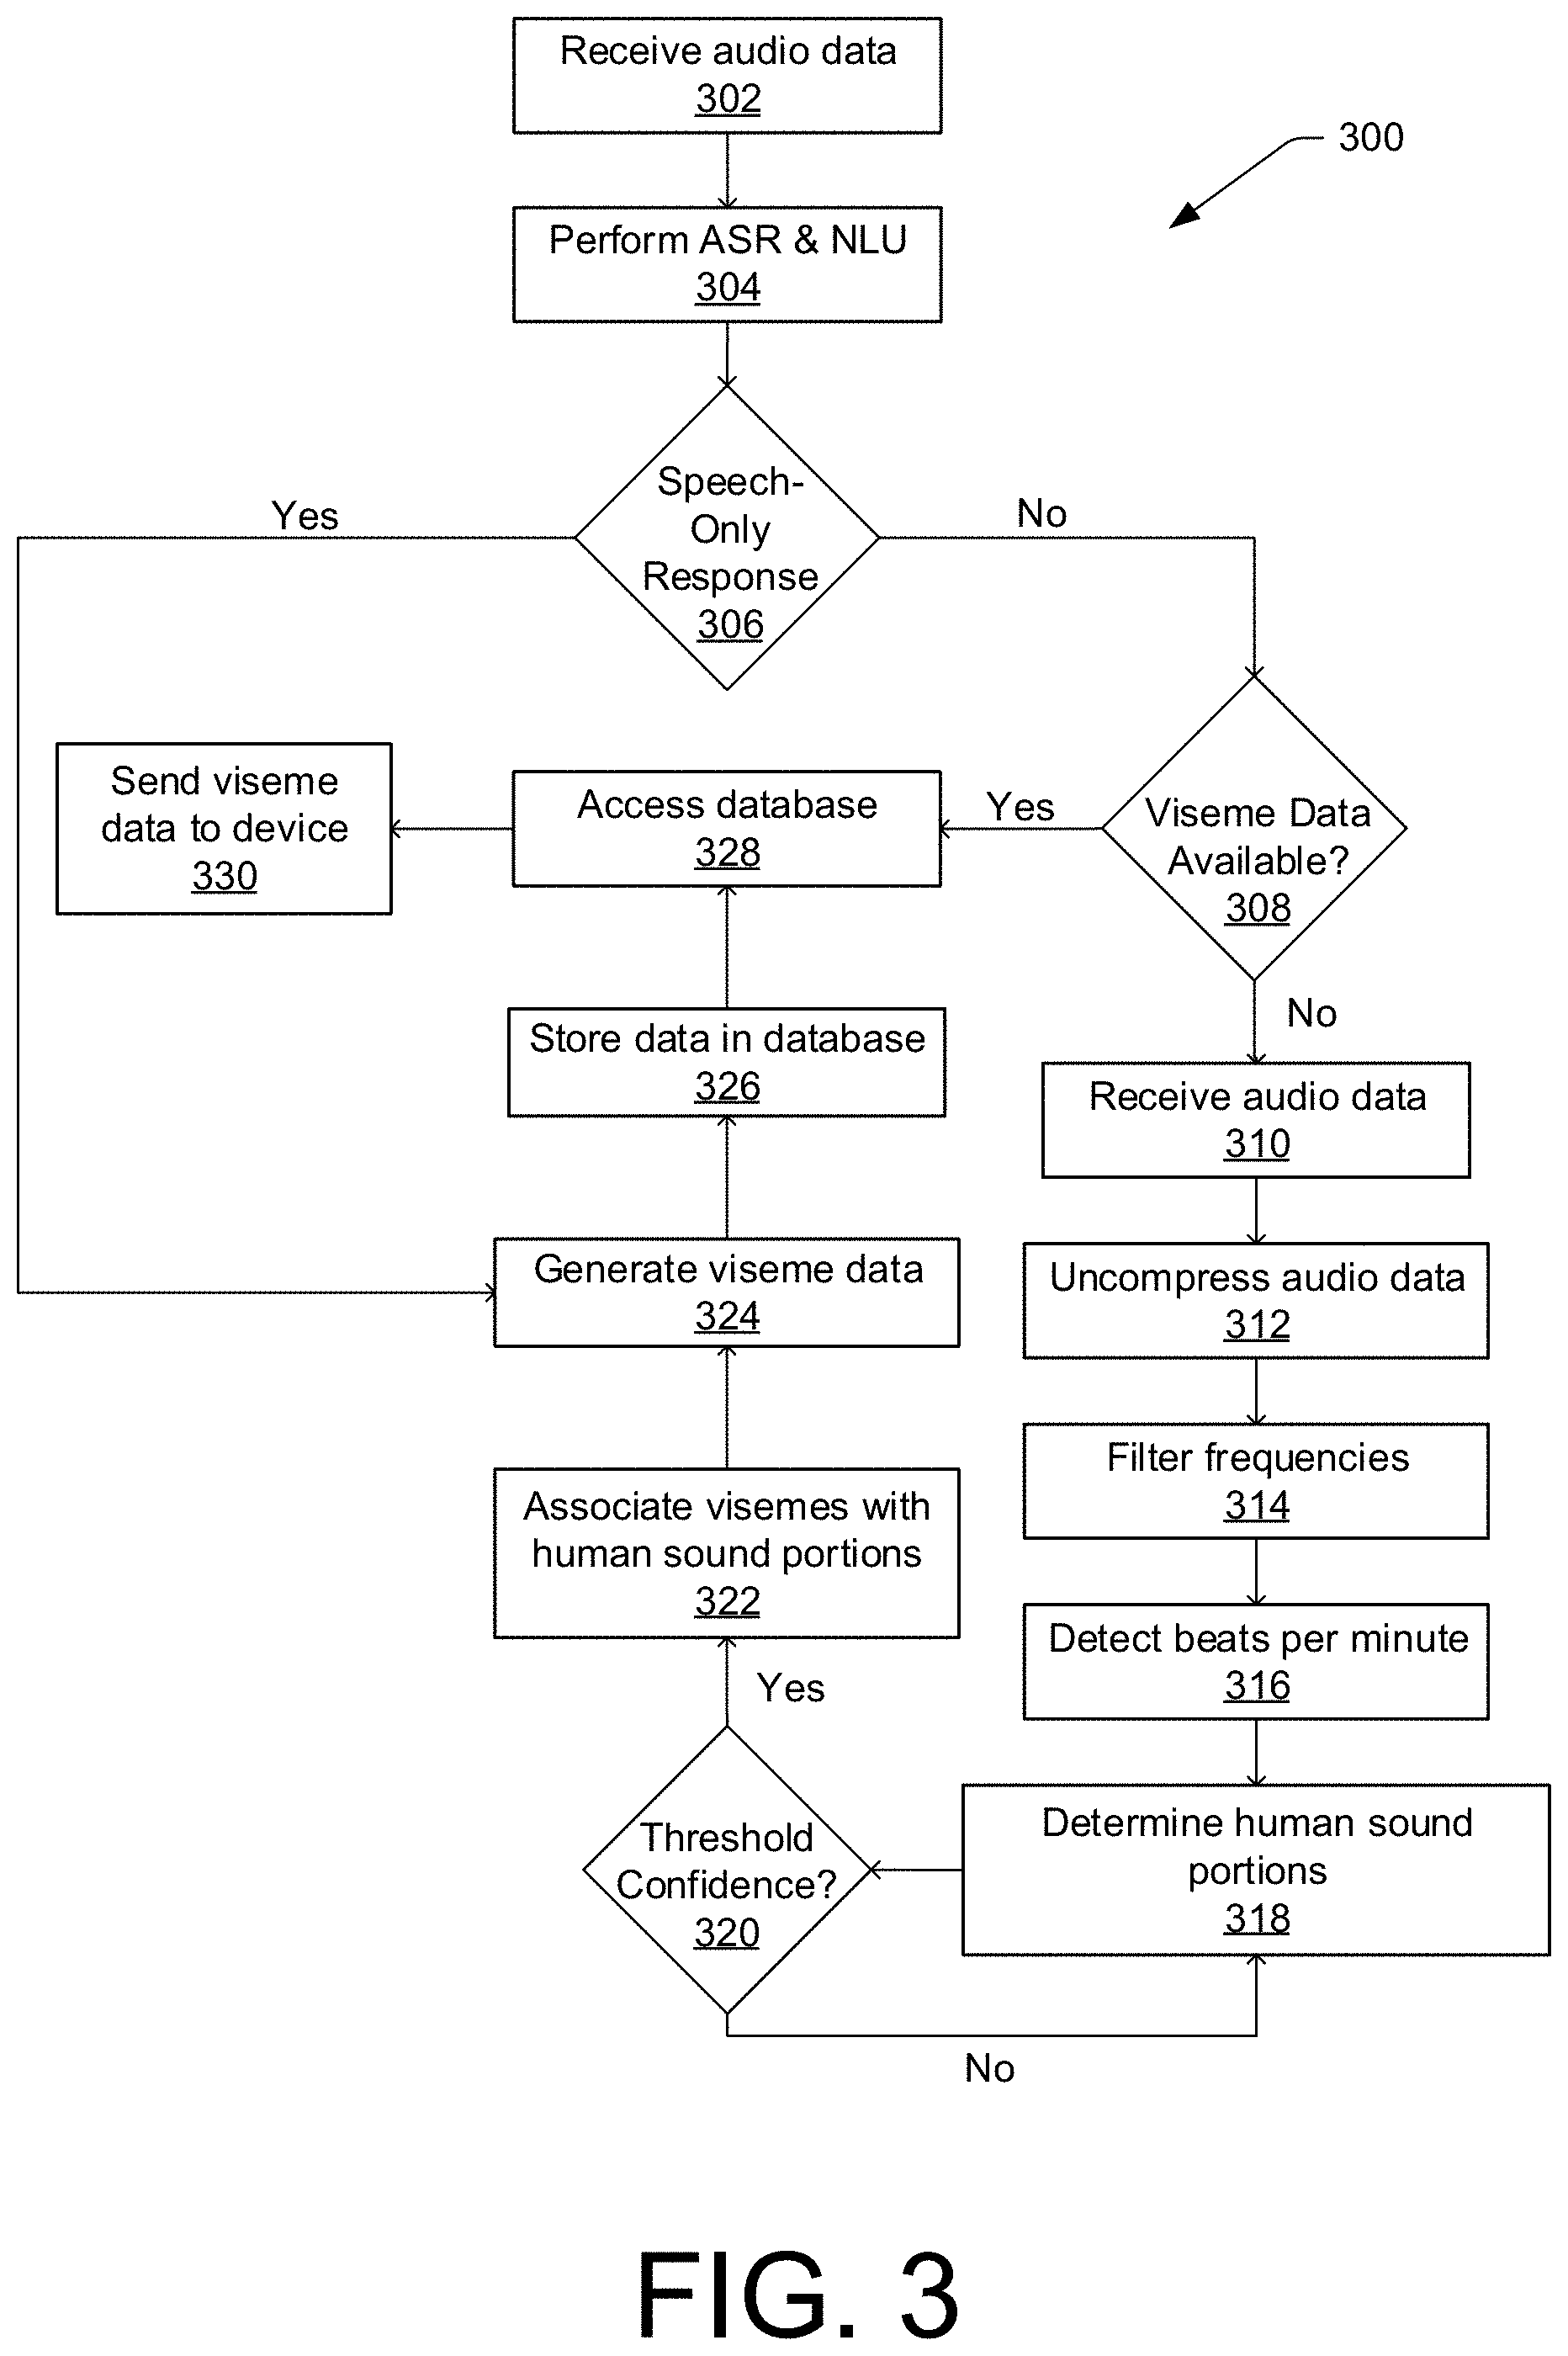 Receive audio data
302
300
Perform ASR & NLU
304
Speech-
Only
Response
306
Yes
No
Send viseme
data to device
330
Access database
328
Yes
Viseme Data
Available?
308
No
Store data in database
326
Receive audio data
310
Generate viseme data
324
Uncompress audio data
312
Filter frequencies
314
Associate visemes with
human sound portions
322
Detect beats per minute
316
Yes
Threshold
Confidence?
320
Determine human sound
portions
318
No
FIG. 3